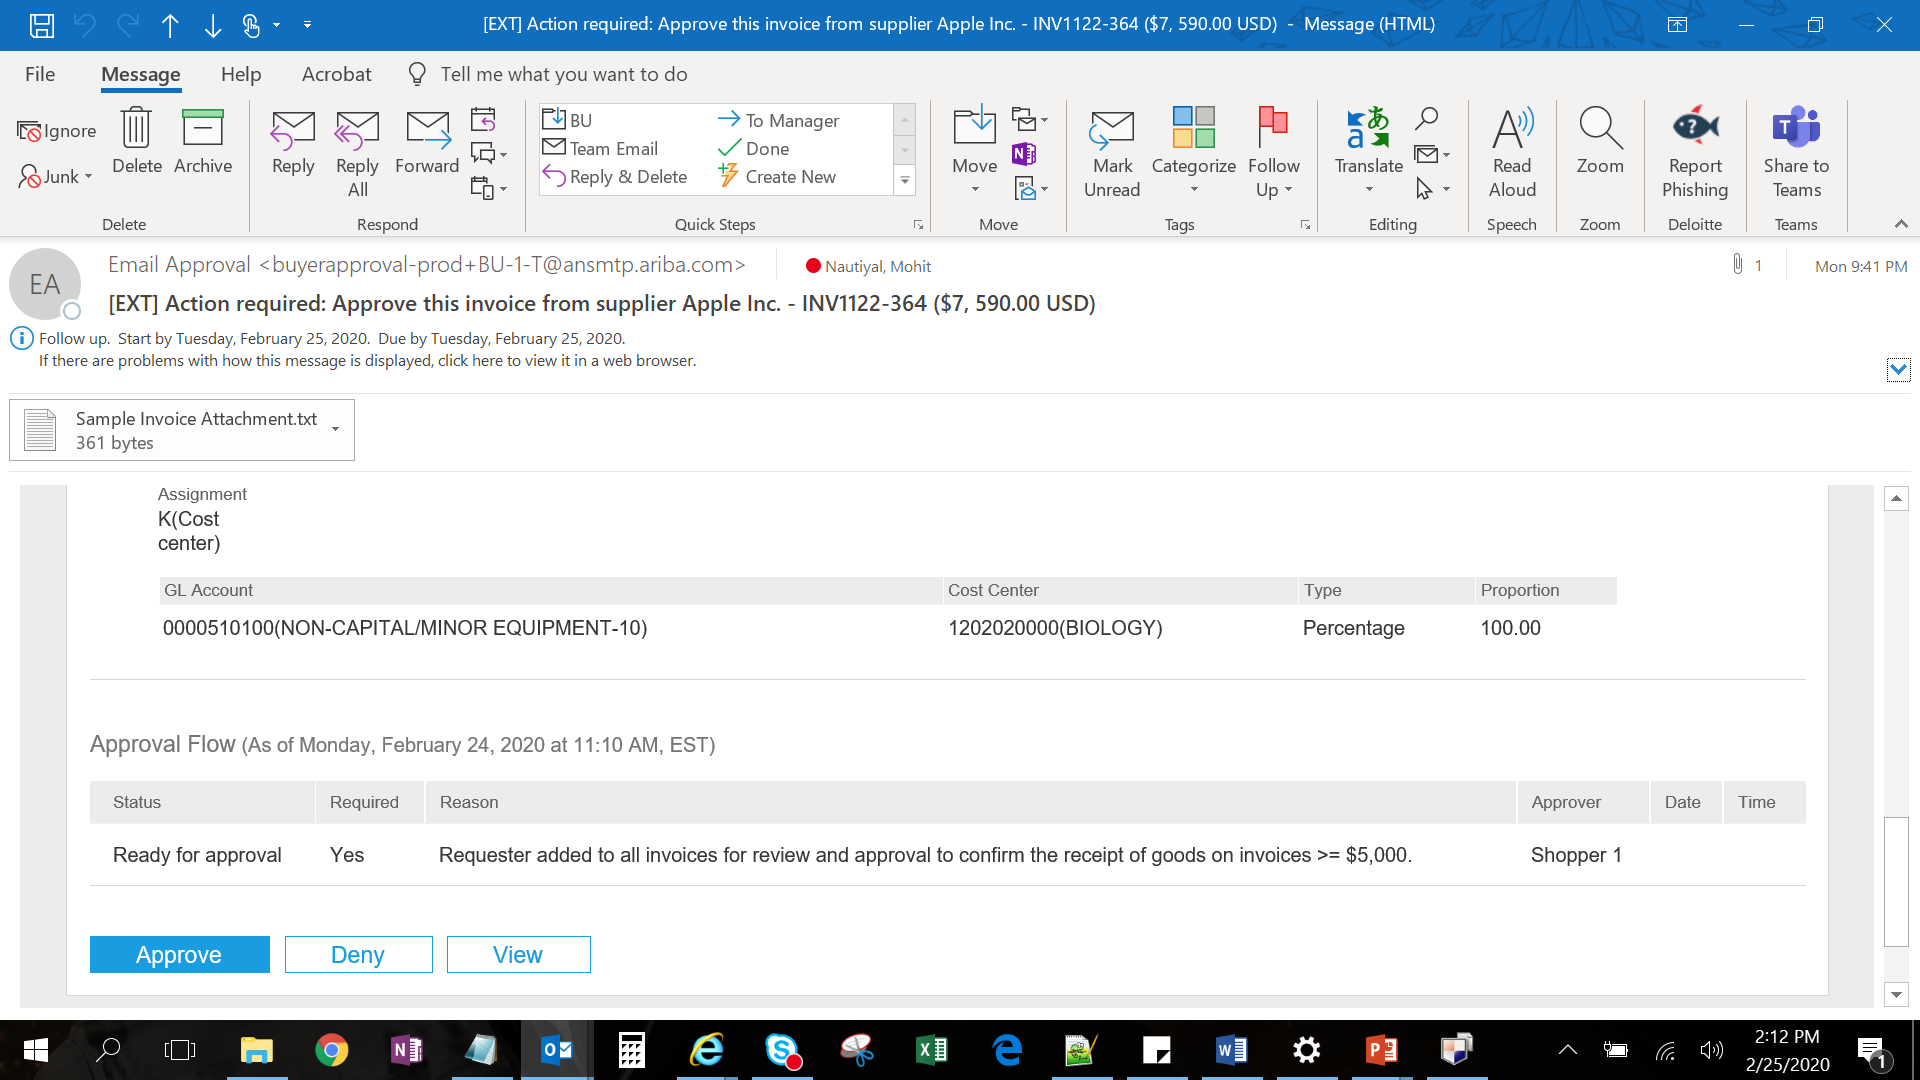 [EXT] Action required: Approve this invoice from supplier Apple Inc. - INV1122-364 ($7, 590.00 USD) - Message (HTML)
File Message Help Acrobat Tell me what you want to do
Ignore
Junk
Delete
Archive
Delete
Reply
Reply All
Forward
Respond
BU
Team Email
Reply & Delete
To Manager
Done
Create New
Quick Steps
Move
Move
Mark Unread
Categorize
Follow Up
Tags
Translate
Editing
Read Aloud
Speech
Zoom
Zoom
Report Phishing
Deloitte
Share to Teams
Teams
EA
Email Approval <buyerapproval-prod+BU-1-T@ansmtp.ariba.com>
Nautiyal, Mohit
1
Mon 9:41 PM
[EXT] Action required: Approve this invoice from supplier Apple Inc. - INV1122-364 ($7, 590.00 USD)
Follow up. Start by Tuesday, February 25, 2020. Due by Tuesday, February 25, 2020.
If there are problems with how this message is displayed, click here to view it in a web browser.
Sample Invoice Attachment.txt
361 bytes
Assignment
K(Cost
center)
GL Account Cost Center Type Proportion
0000510100(NON-CAPITAL/MINOR EQUIPMENT-10) 1202020000(BIOLOGY) Percentage 100.00
Approval Flow (As of Monday, February 24, 2020 at 11:10 AM, EST)
Status Required Reason Approver Date Time
Ready for approval Yes Requester added to all invoices for review and approval to confirm the receipt of goods on invoices >= $5,000. Shopper 1
Approve Deny View
2:12 PM
2/25/2020
1